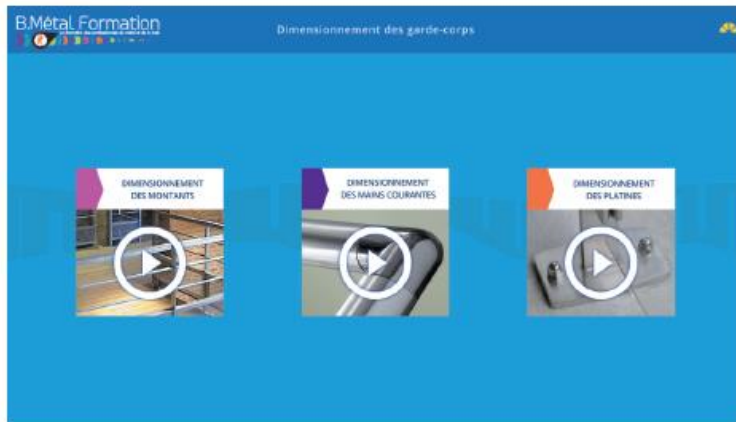 B.Métal Formation
Dimensionnement des garde-corps
DIMENSIONNEMENT
DES MONTANTS
DIMENSIONNEMENT
DES MAINS COURANTES
DIMENSIONNEMENT
DES PLATINES